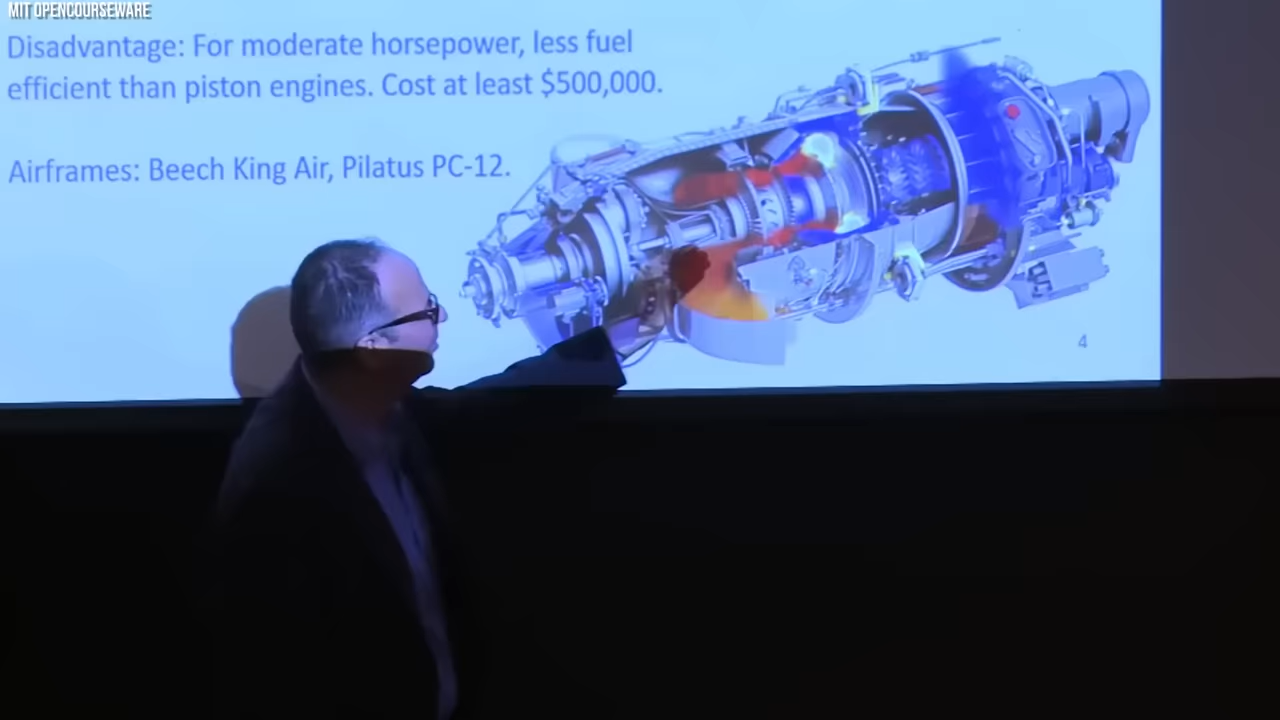 MIT OPENCOURSEWARE
Disadvantage: For moderate horsepower, less fuel
efficient than piston engines. Cost at least $500,000.
Airframes: Beech King Air, Pilatus PC-12.
4